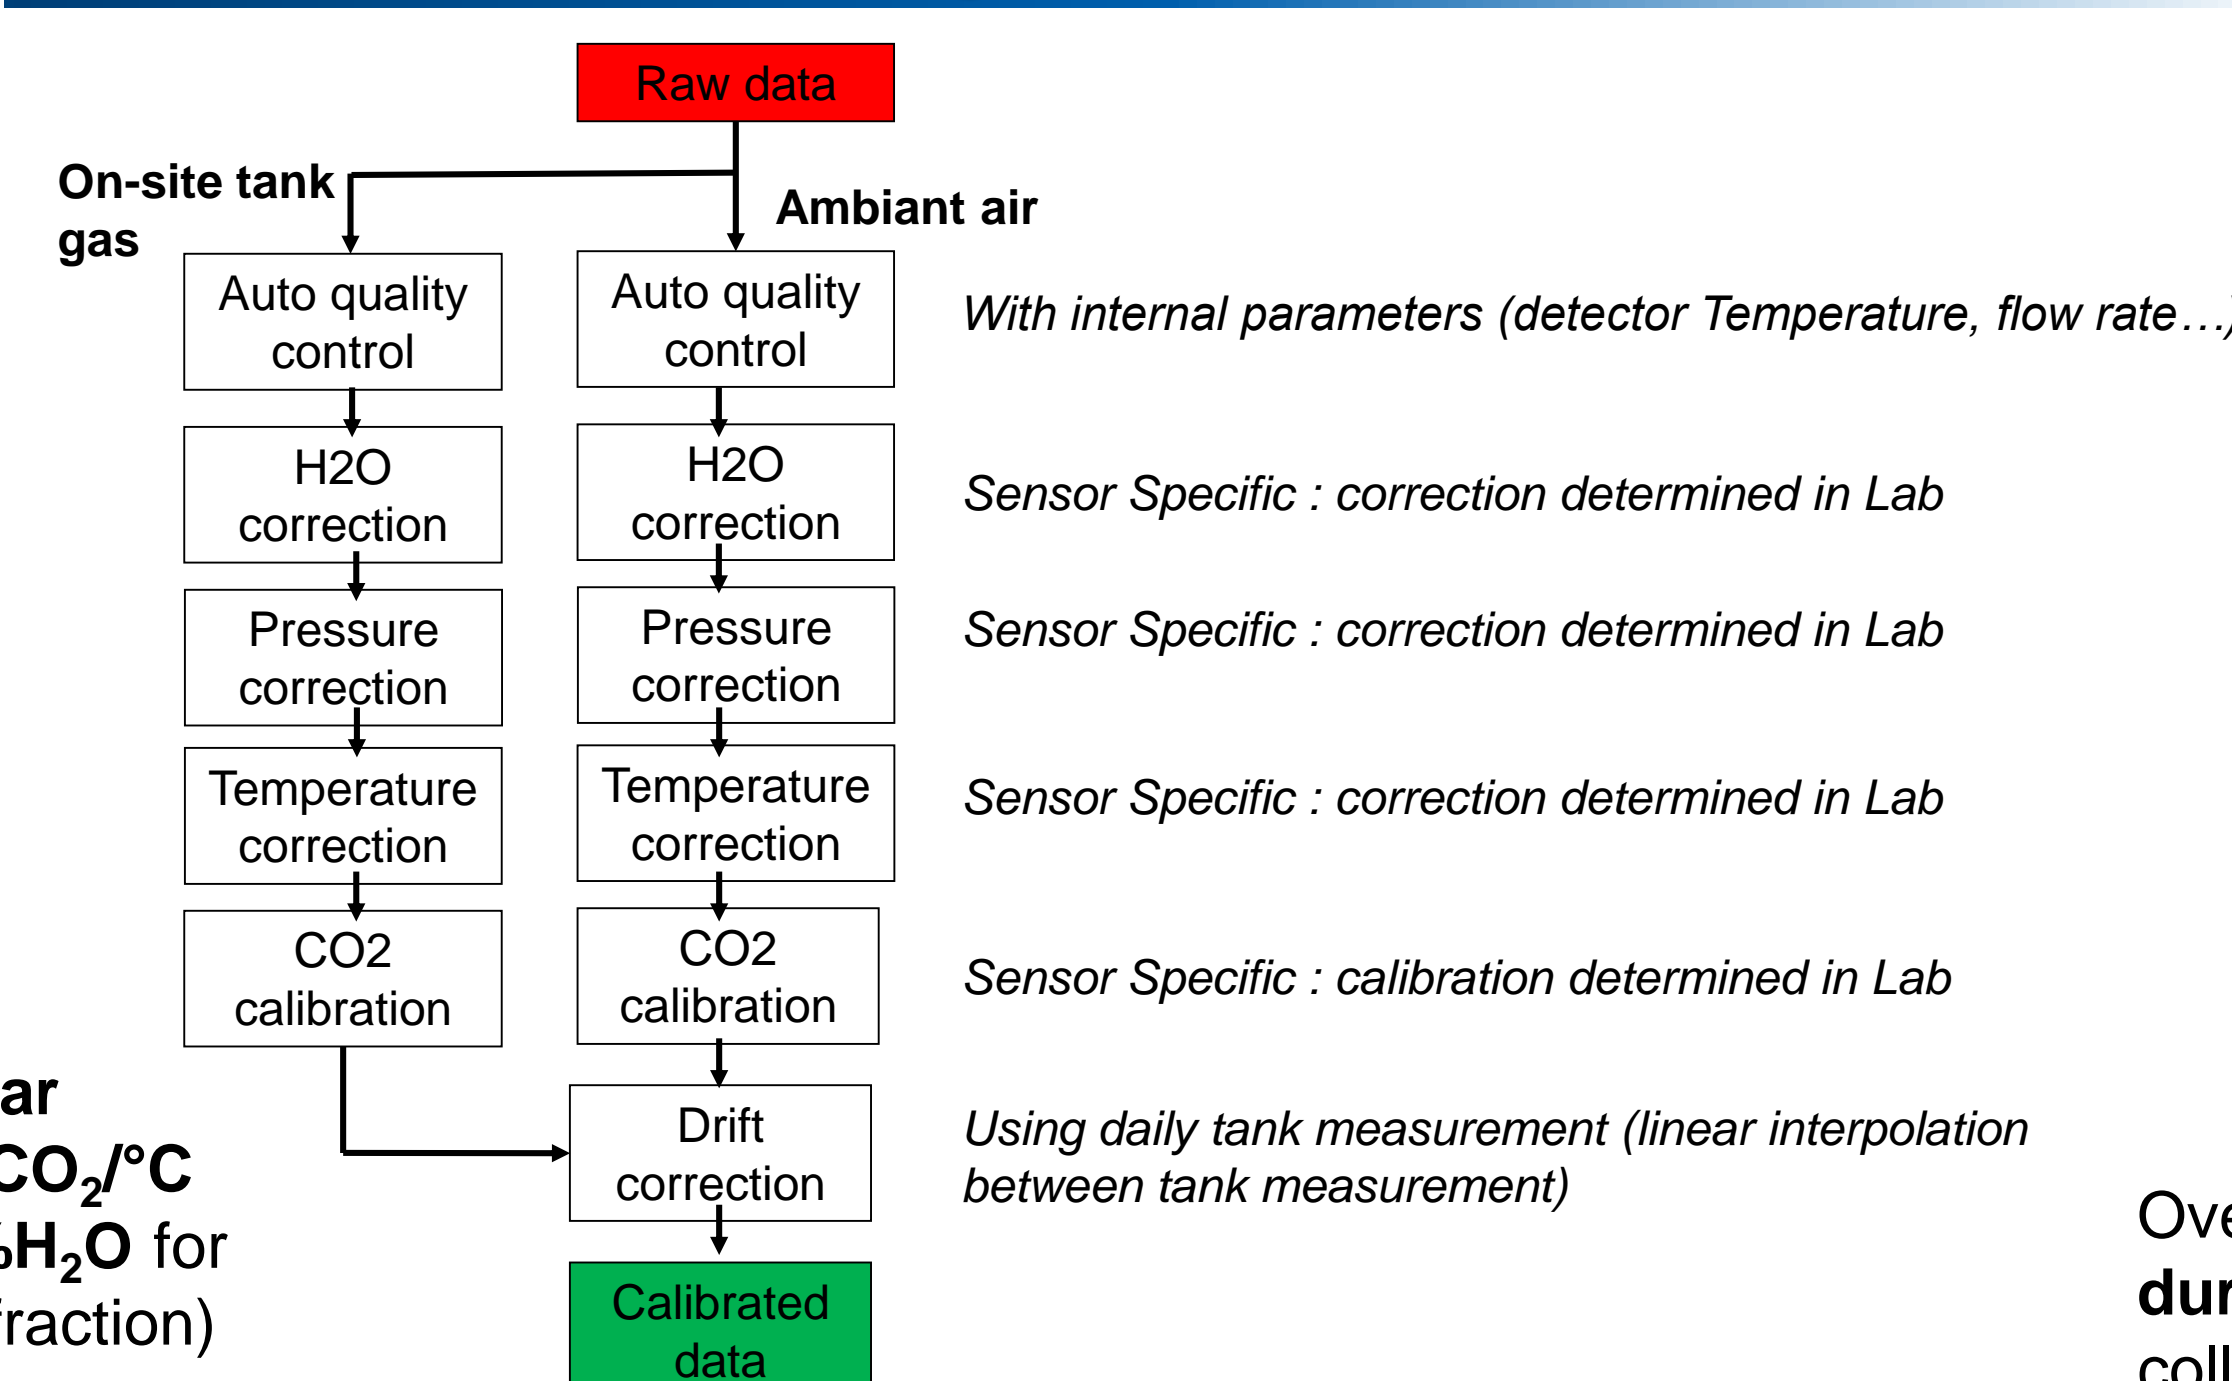 Raw data
On-site tank
gas
Ambiant air
Auto quality
control
Auto quality
control
With internal parameters (detector Temperature, flow rate…)
H2O
correction
H2O
correction
Sensor Specific : correction determined in Lab
Pressure
correction
Pressure
correction
Sensor Specific : correction determined in Lab
Temperature
correction
Temperature
correction
Sensor Specific : correction determined in Lab
CO2
calibration
CO2
calibration
Sensor Specific : calibration determined in Lab
Drift
correction
Using daily tank measurement (linear interpolation
between tank measurement)
Calibrated
data
CO₂/°C
%H₂O for